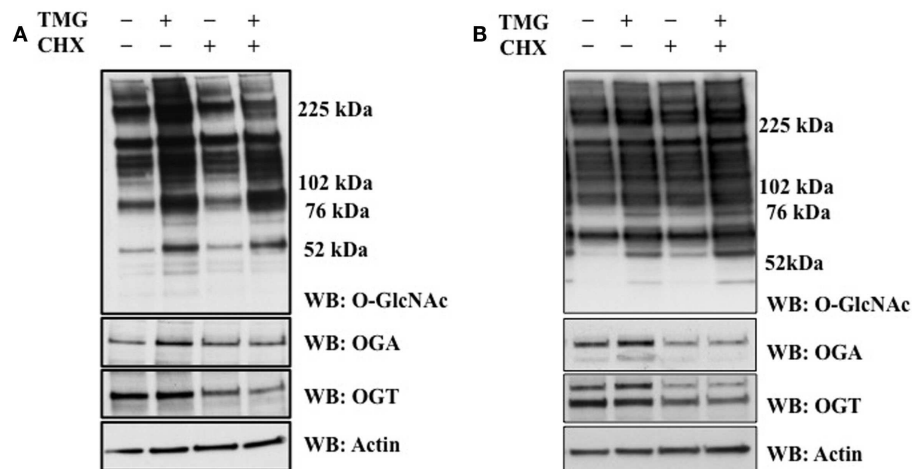 A
TMG − + − +
CHX − − + +
225 kDa
102 kDa
76 kDa
52 kDa
WB: O-GlcNAc
WB: OGA
WB: OGT
WB: Actin
B
TMG − + − +
CHX − − + +
225 kDa
102 kDa
76 kDa
52kDa
WB: O-GlcNAc
WB: OGA
WB: OGT
WB: Actin